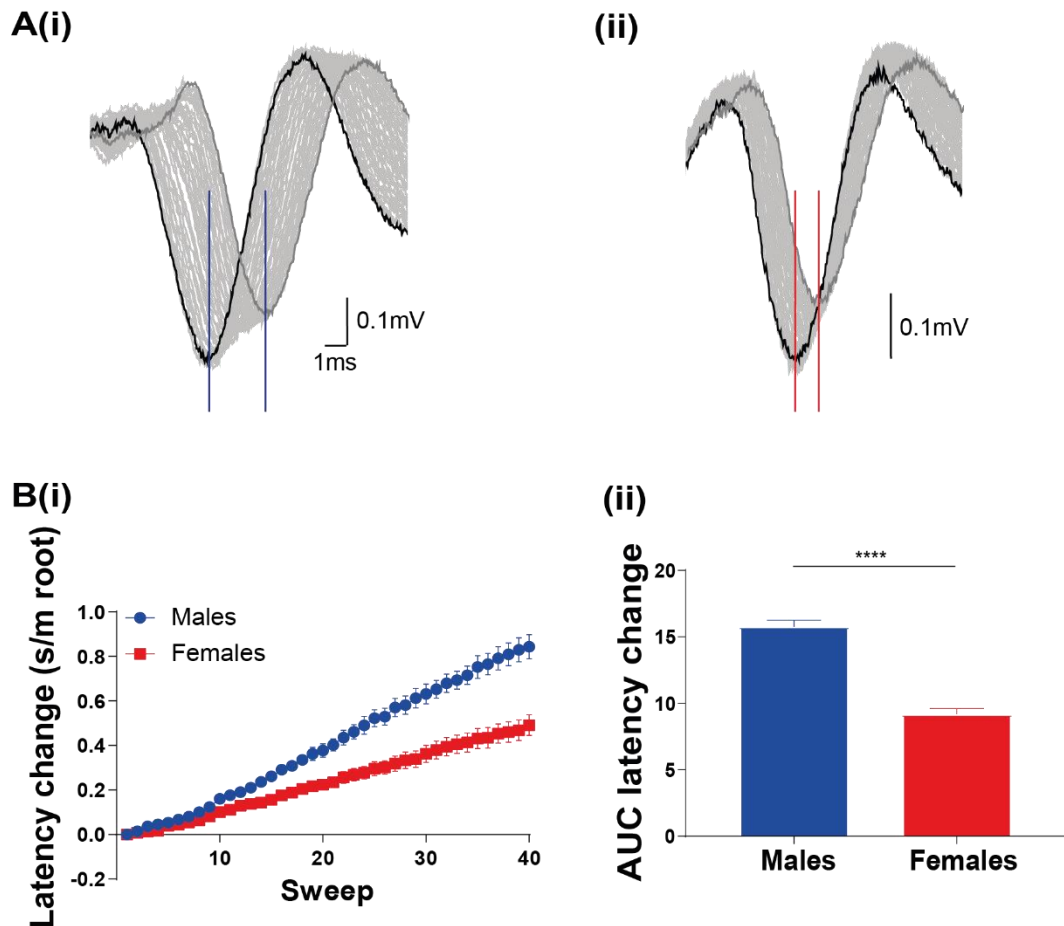 A(i)
(ii)
0.1mV
1ms
0.1mV
B(i)
(ii)
Latency change (s/m root)
1.0
0.8
0.6
0.4
0.2
0.0
-0.2
Males
Females
10
20
30
40
Sweep
AUC latency change
20
15
10
5
0
****
Males
Females